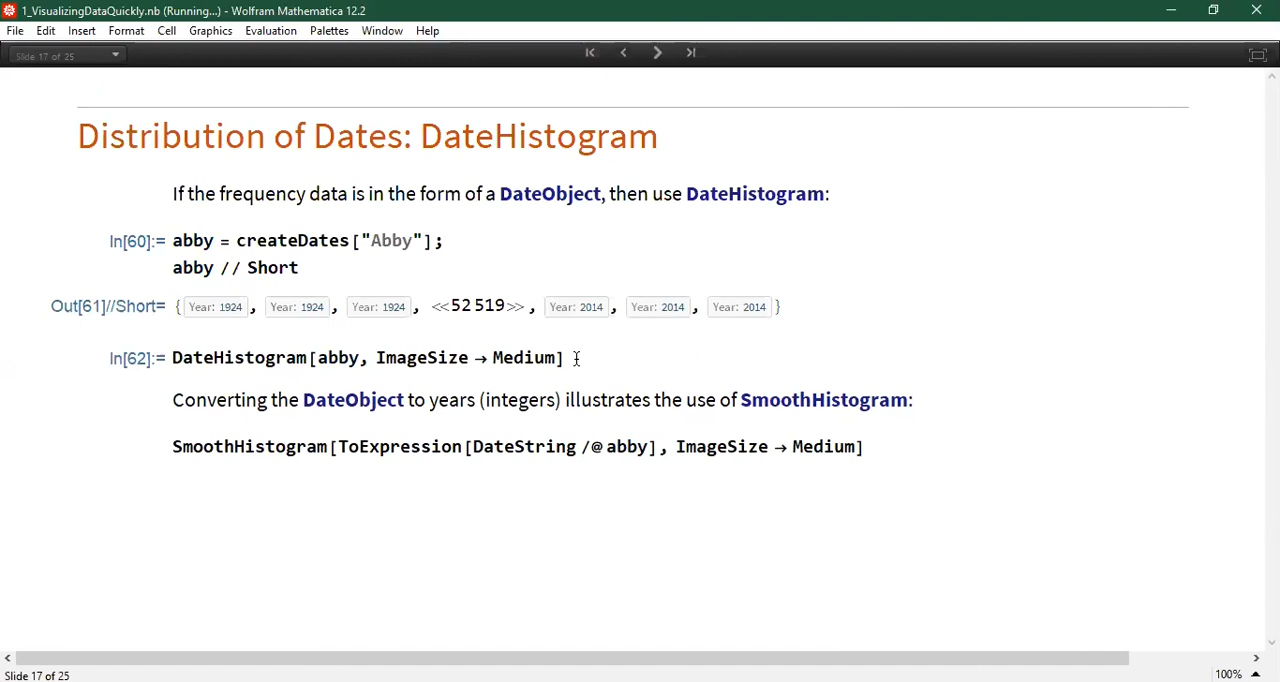 1_VisualizingDataQuickly.nb (Running...) - Wolfram Mathematica 12.2
File Edit Insert Format Cell Graphics Evaluation Palettes Window Help
Slide 17 of 25
Distribution of Dates: DateHistogram
If the frequency data is in the form of a DateObject, then use DateHistogram:
In[60]:= abby = createDates["Abby"];
abby // Short
Out[61]//Short= { Year: 1924 , Year: 1924 , Year: 1924 , <<52 519>> , Year: 2014 , Year: 2014 , Year: 2014 }
In[62]:= DateHistogram[abby, ImageSize → Medium]
Converting the DateObject to years (integers) illustrates the use of SmoothHistogram:
SmoothHistogram[ToExpression[DateString /@ abby], ImageSize → Medium]
Slide 17 of 25
100%